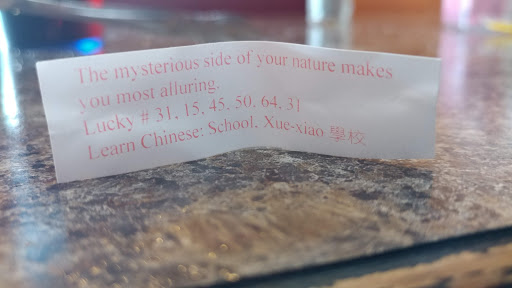 The mysterious side of your nature makes
you most alluring.
Lucky # 31, 15, 45, 50, 64, 31
Learn Chinese: School, Xue-xiao 學校